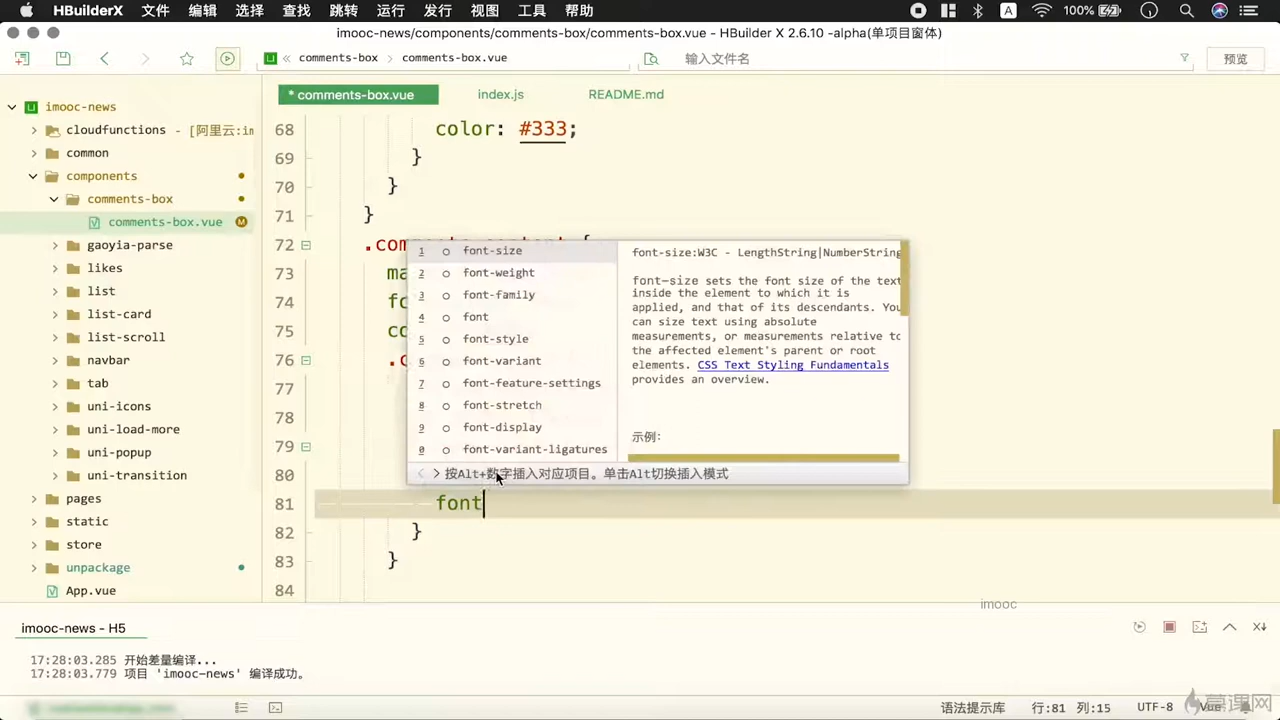 HBuilderX 文件 编辑 选择 查找 跳转 运行 发行 视图 工具 帮助 A 100%
imooc-news/components/comments-box/comments-box.vue - HBuilder X 2.6.10 -alpha(单项目窗体)
comments-box comments-box.vue 输入文件名 预览
imooc-news
cloudfunctions - [阿里云:im
common
components
comments-box
comments-box.vue M
gaoyia-parse
likes
list
list-card
list-scroll
navbar
tab
uni-icons
uni-load-more
uni-popup
uni-transition
pages
static
store
unpackage
App.vue
* comments-box.vue index.js README.md
68 color: #333;
69 }
70 }
71 }
72
73 ma
74 fo
75 co
76 .c
77
78
79
80
81 font
82 }
83 }
84
1 font-size
2 font-weight
3 font-family
4 font
5 font-style
6 font-variant
7 font-feature-settings
8 font-stretch
9 font-display
0 font-variant-ligatures
font-size:W3C - LengthString|NumberString
font-size sets the font size of the text
inside the element to which it is
applied, and that of its descendants. You
can size text using absolute
measurements, or measurements relative to
the affected element's parent or root
elements. CSS Text Styling Fundamentals
provides an overview.
示例:
按Alt+数字插入对应项目。单击Alt切换插入模式
imooc
imooc-news - H5
17:28:03.285 开始差量编译...
17:28:03.779 项目 'imooc-news' 编译成功。
语法提示库 行:81 列:15 UTF-8 Vue
慕课网